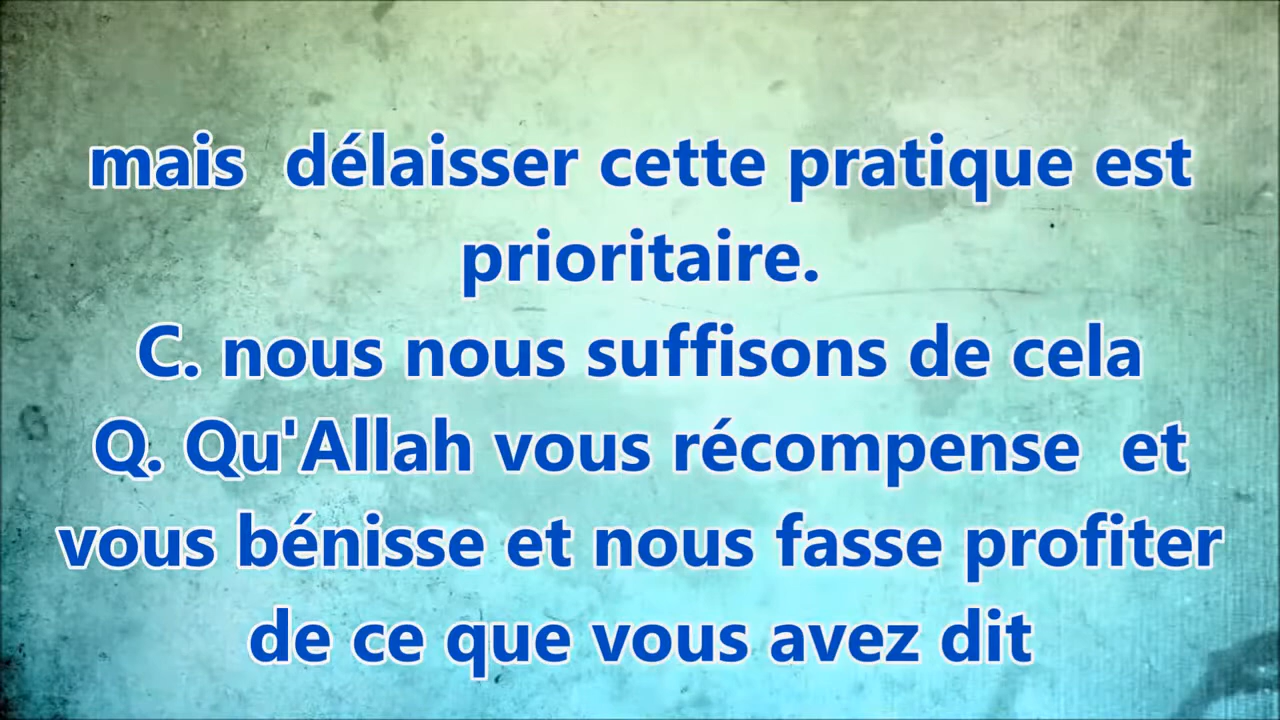 mais  délaisser cette pratique est
prioritaire.
C. nous nous suffisons de cela
Q. Qu'Allah vous récompense  et
vous bénisse et nous fasse profiter
de ce que vous avez dit